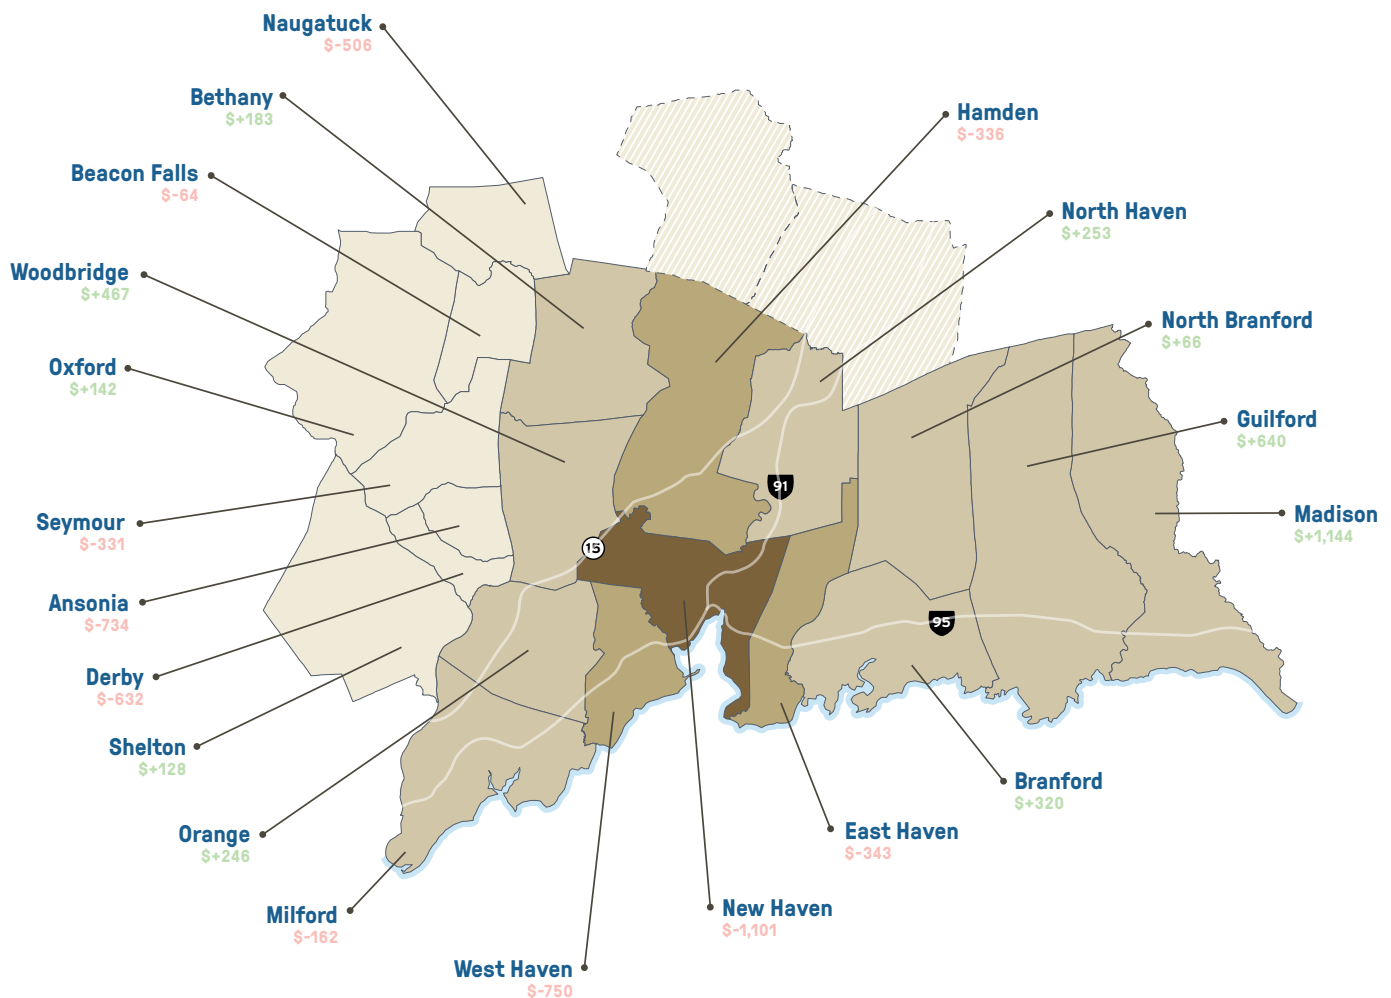 Naugatuck
$-506
Bethany
$+183
Beacon Falls
$-64
Woodbridge
$+467
Oxford
$+142
Seymour
$-331
Ansonia
$-734
Derby
$-632
Shelton
$+128
Orange
$+246
Milford
$-162
West Haven
$-750
New Haven
$-1,101
East Haven
$-343
Branford
$+320
Madison
$+1,144
Guilford
$+640
North Branford
$+66
North Haven
$+253
Hamden
$-336
91
15
95